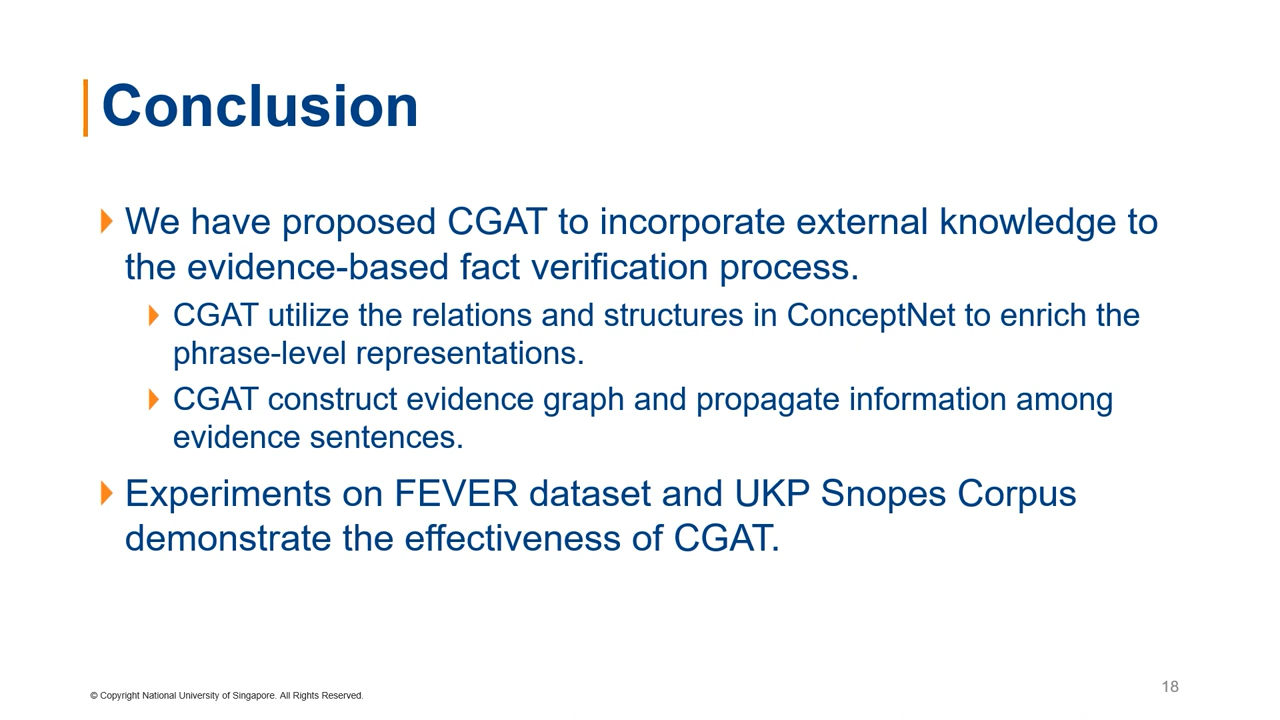 Conclusion
We have proposed CGAT to incorporate external knowledge to
the evidence-based fact verification process.
CGAT utilize the relations and structures in ConceptNet to enrich the
phrase-level representations.
CGAT construct evidence graph and propagate information among
evidence sentences.
Experiments on FEVER dataset and UKP Snopes Corpus
demonstrate the effectiveness of CGAT.
© Copyright National University of Singapore. All Rights Reserved.
18